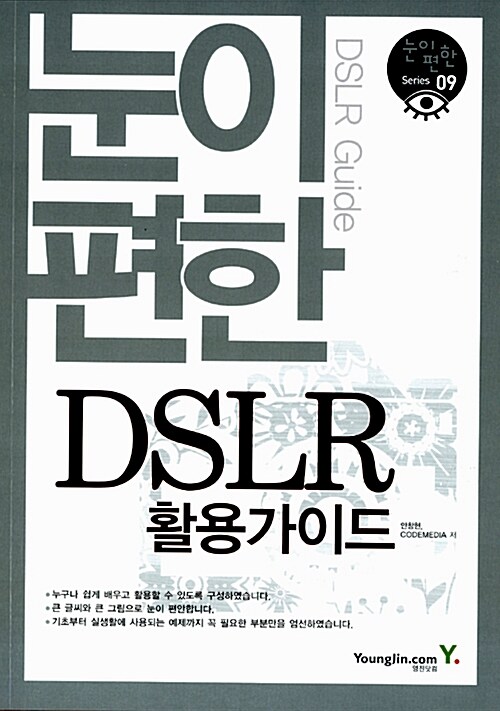 눈이
편한
DSLR Guide
눈이
편한
Series 09
DSLR
활용가이드
안창현,
CODEMEDIA 저
누구나 쉽게 배우고 활용할 수 있도록 구성하였습니다.
큰 글씨와 큰 그림으로 눈이 편안합니다.
기초부터 실생활에 사용되는 예제까지 꼭 필요한 부분만을 엄선하였습니다.
YoungJin.com Y.
영진닷컴